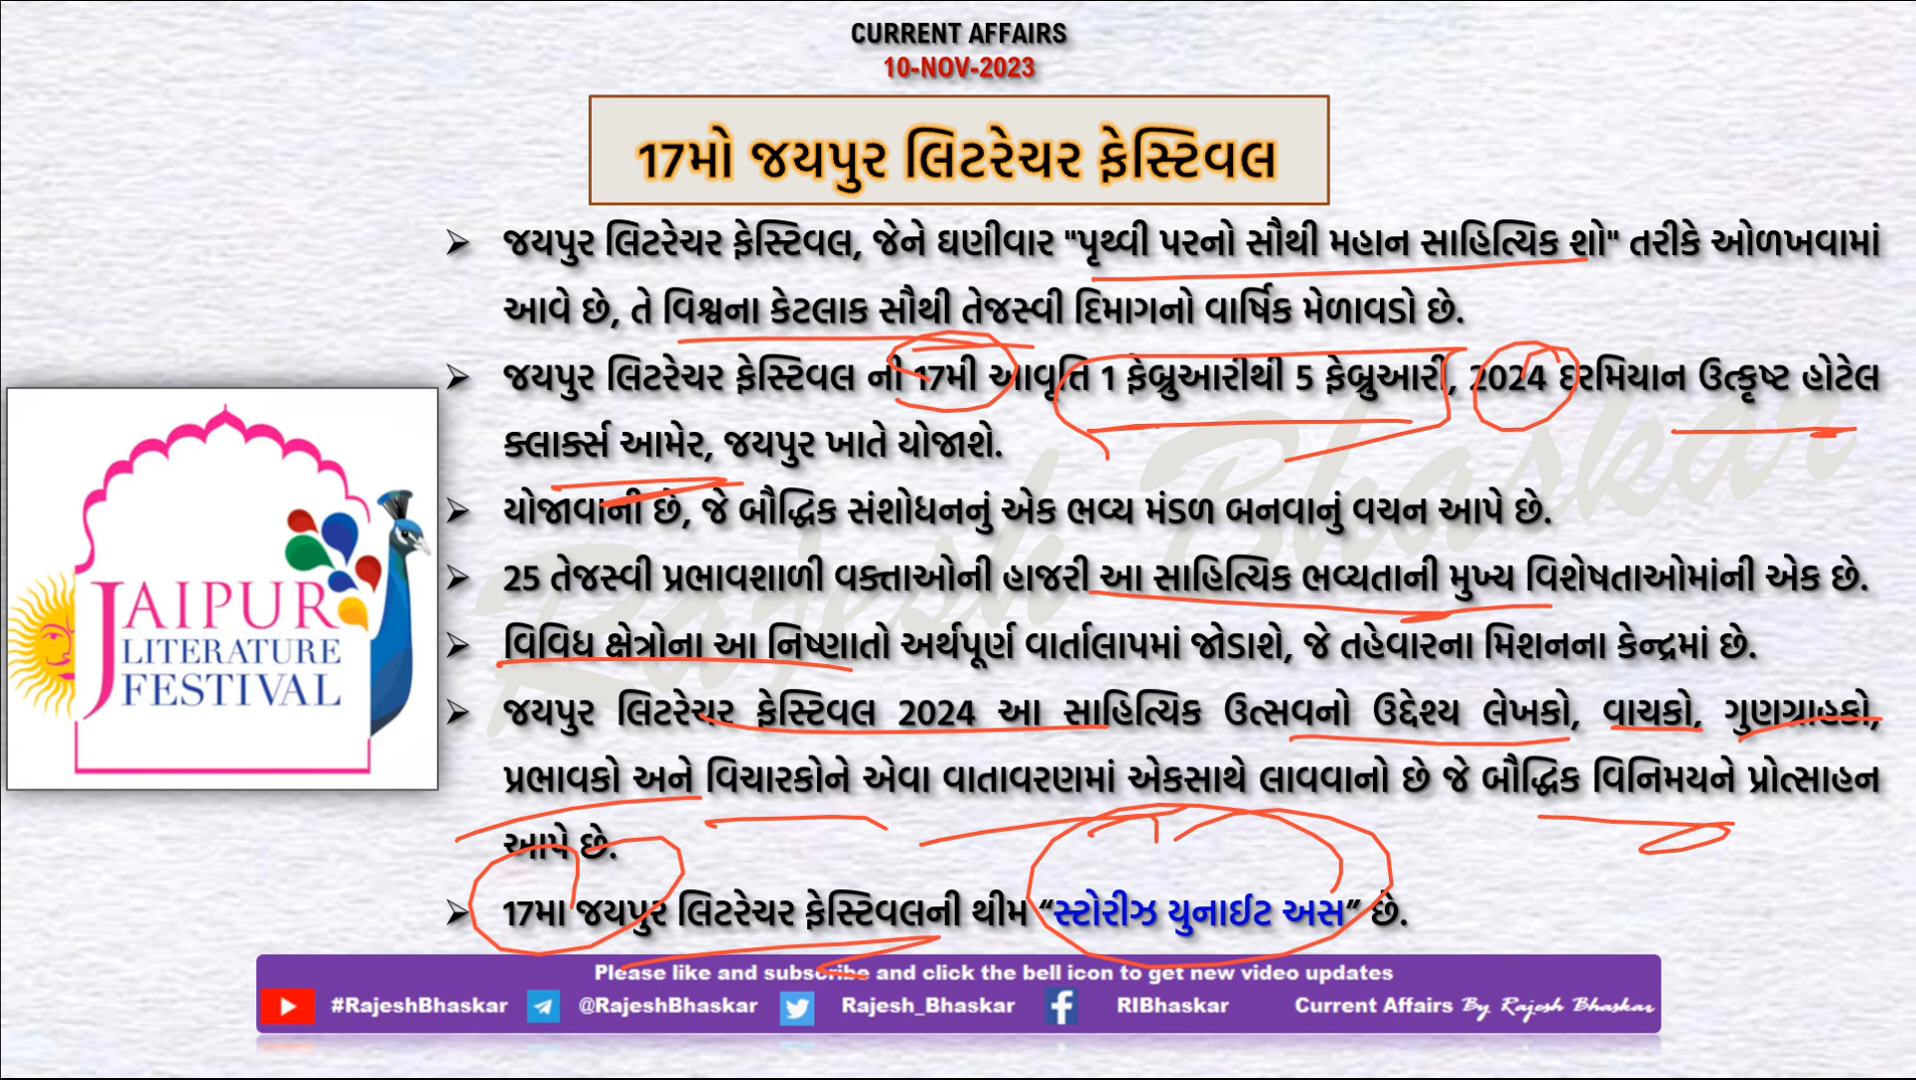 CURRENT AFFAIRS
10-NOV-2023
17મો જયપુર લિટરેચર ફેસ્ટિવલ
➢ જયપુર લિટરેચર ફેસ્ટિવલ, જેને ઘણીવાર "પૃથ્વી પરનો સૌથી મહાન સાહિત્યિક શો" તરીકે ઓળખવામાં
આવે છે, તે વિશ્વના કેટલાક સૌથી તેજસ્વી દિમાગનો વાર્ષિક મેળાવડો છે.
➢ જયપુર લિટરેચર ફેસ્ટિવલ ની 17મી આવૃતિ 1 ફેબ્રુઆરીથી 5 ફેબ્રુઆરી, 2024 દરમિયાન ઉત્કૃષ્ટ હોટેલ
ક્લાર્ક્સ આમેર, જયપુર ખાતે યોજાશે.
➢ યોજાવાની છે, જે બૌદ્ધિક સંશોધનનું એક ભવ્ય મંડળ બનવાનું વચન આપે છે.
➢ 25 તેજસ્વી પ્રભાવશાળી વક્તાઓની હાજરી આ સાહિત્યિક ભવ્યતાની મુખ્ય વિશેષતાઓમાંની એક છે.
➢ વિવિધ ક્ષેત્રોના આ નિષ્ણાતો અર્થપૂર્ણ વાર્તાલાપમાં જોડાશે, જે તહેવારના મિશનના કેન્દ્રમાં છે.
➢ જયપુર લિટરેચર ફેસ્ટિવલ 2024 આ સાહિત્યિક ઉત્સવનો ઉદ્દેશ્ય લેખકો, વાચકો, ગુણગ્રાહકો,
પ્રભાવકો અને વિચારકોને એવા વાતાવરણમાં એકસાથે લાવવાનો છે જે બૌદ્ધિક વિનિમયને પ્રોત્સાહન
આપે છે.
➢ 17મા જયપુર લિટરેચર ફેસ્ટિવલની થીમ “સ્ટોરીઝ યુનાઈટ અસ” છે.
JAIPUR
LITERATURE
FESTIVAL
Rajesh Bhaskar
Please like and subscribe and click the bell icon to get new video updates
#RajeshBhaskar @RajeshBhaskar Rajesh_Bhaskar RIBhaskar Current Affairs By Rajesh Bhaskar